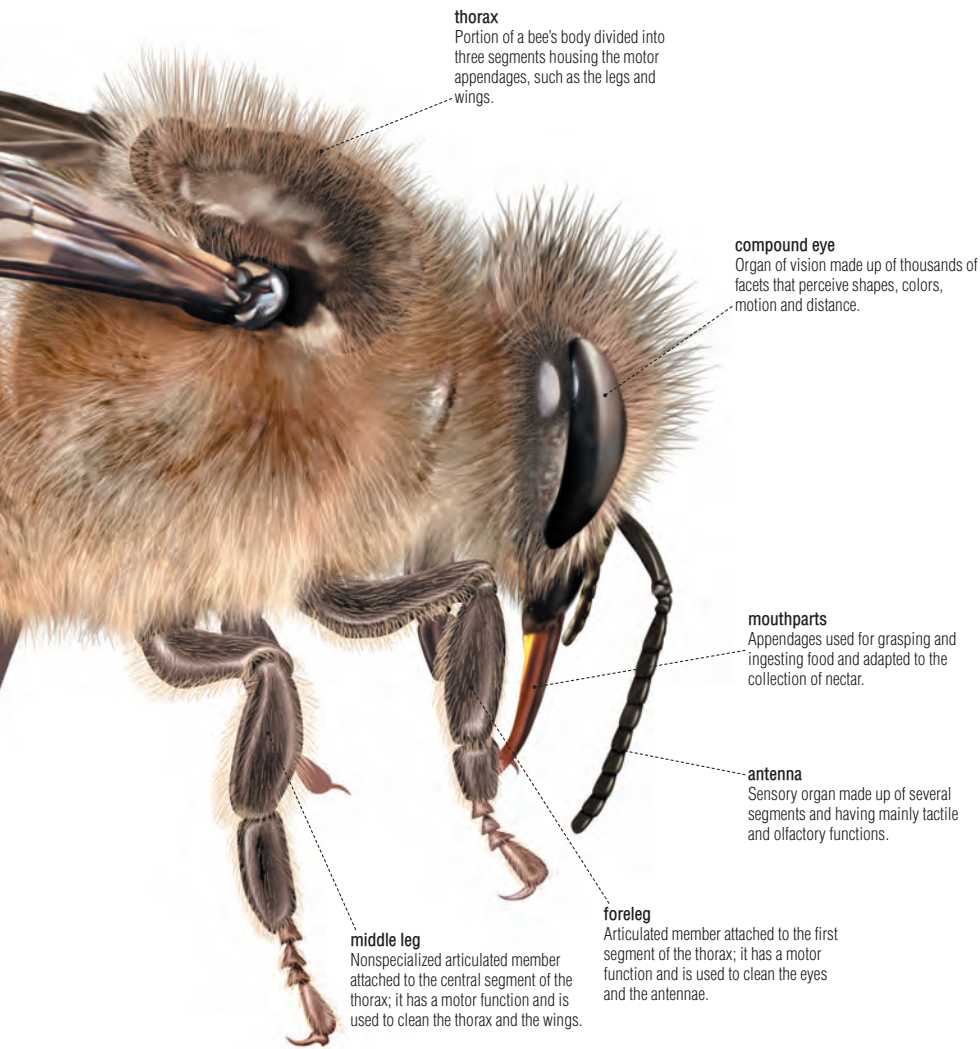 thorax
Portion of a bee's body divided into
three segments housing the motor
appendages, such as the legs and
wings.
compound eye
Organ of vision made up of thousands of
facets that perceive shapes, colors,
motion and distance.
mouthparts
Appendages used for grasping and
ingesting food and adapted to the
collection of nectar.
antenna
Sensory organ made up of several
segments and having mainly tactile
and olfactory functions.
foreleg
Articulated member attached to the first
segment of the thorax; it has a motor
function and is used to clean the eyes
and the antennae.
middle leg
Nonspecialized articulated member
attached to the central segment of the
thorax; it has a motor function and is
used to clean the thorax and the wings.